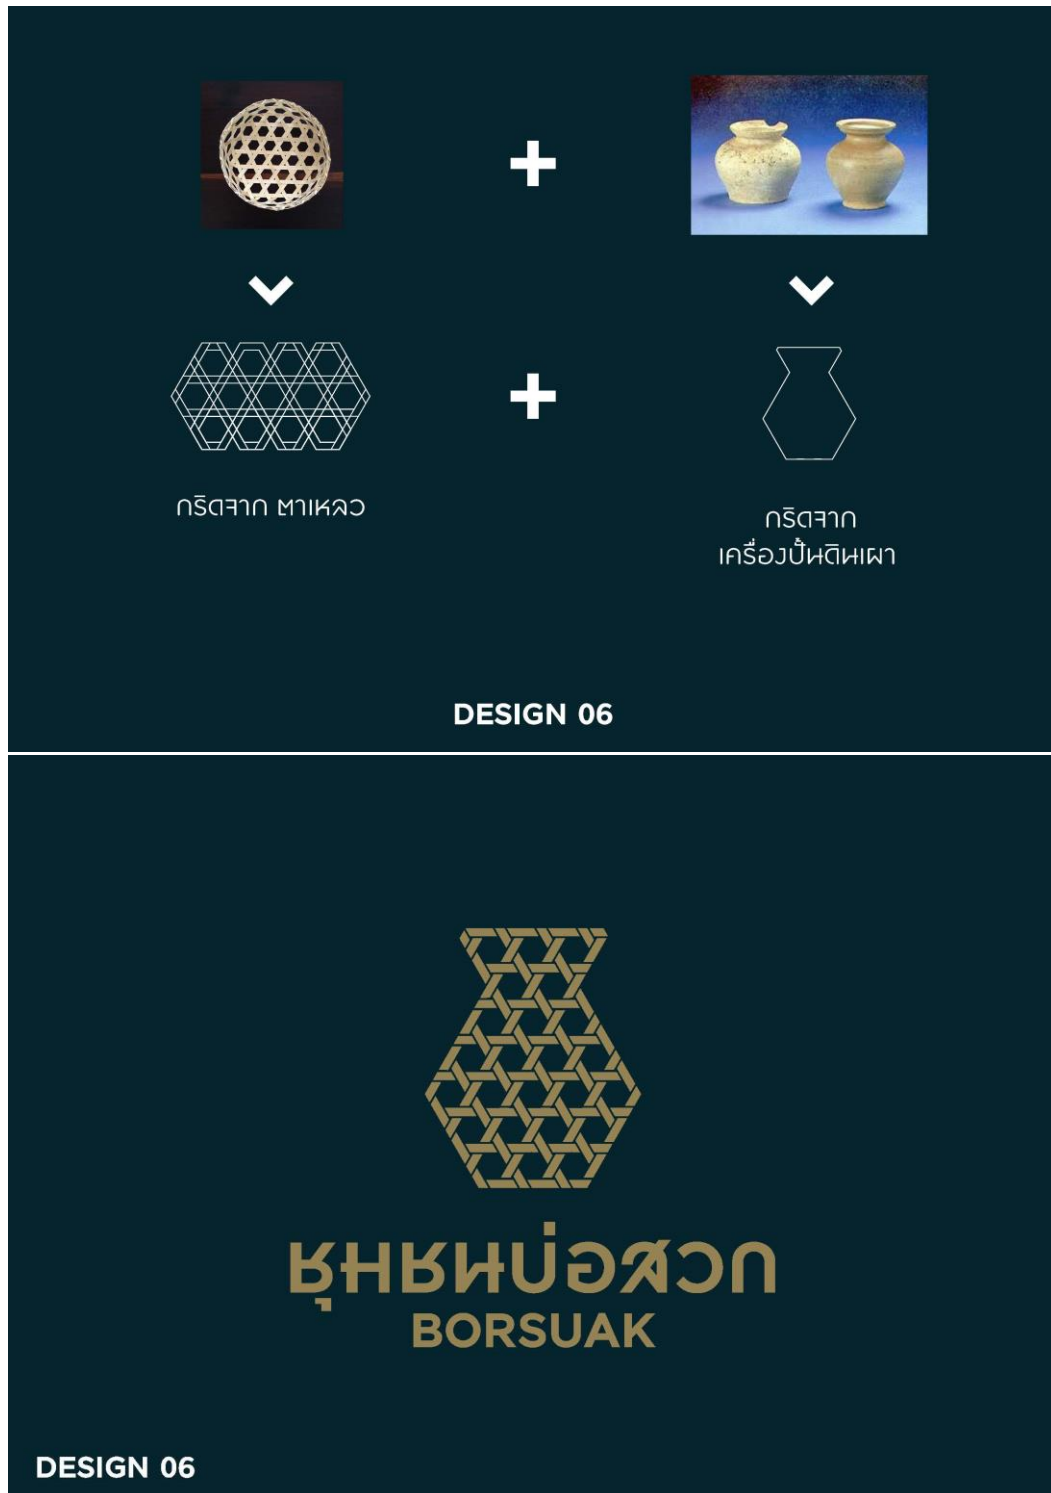 กริดจาก ตาเหลว
กริดจาก
เครื่องปั้นดินเผา
DESIGN 06
ชุมชนบ่อสวก
BORSUAK
DESIGN 06